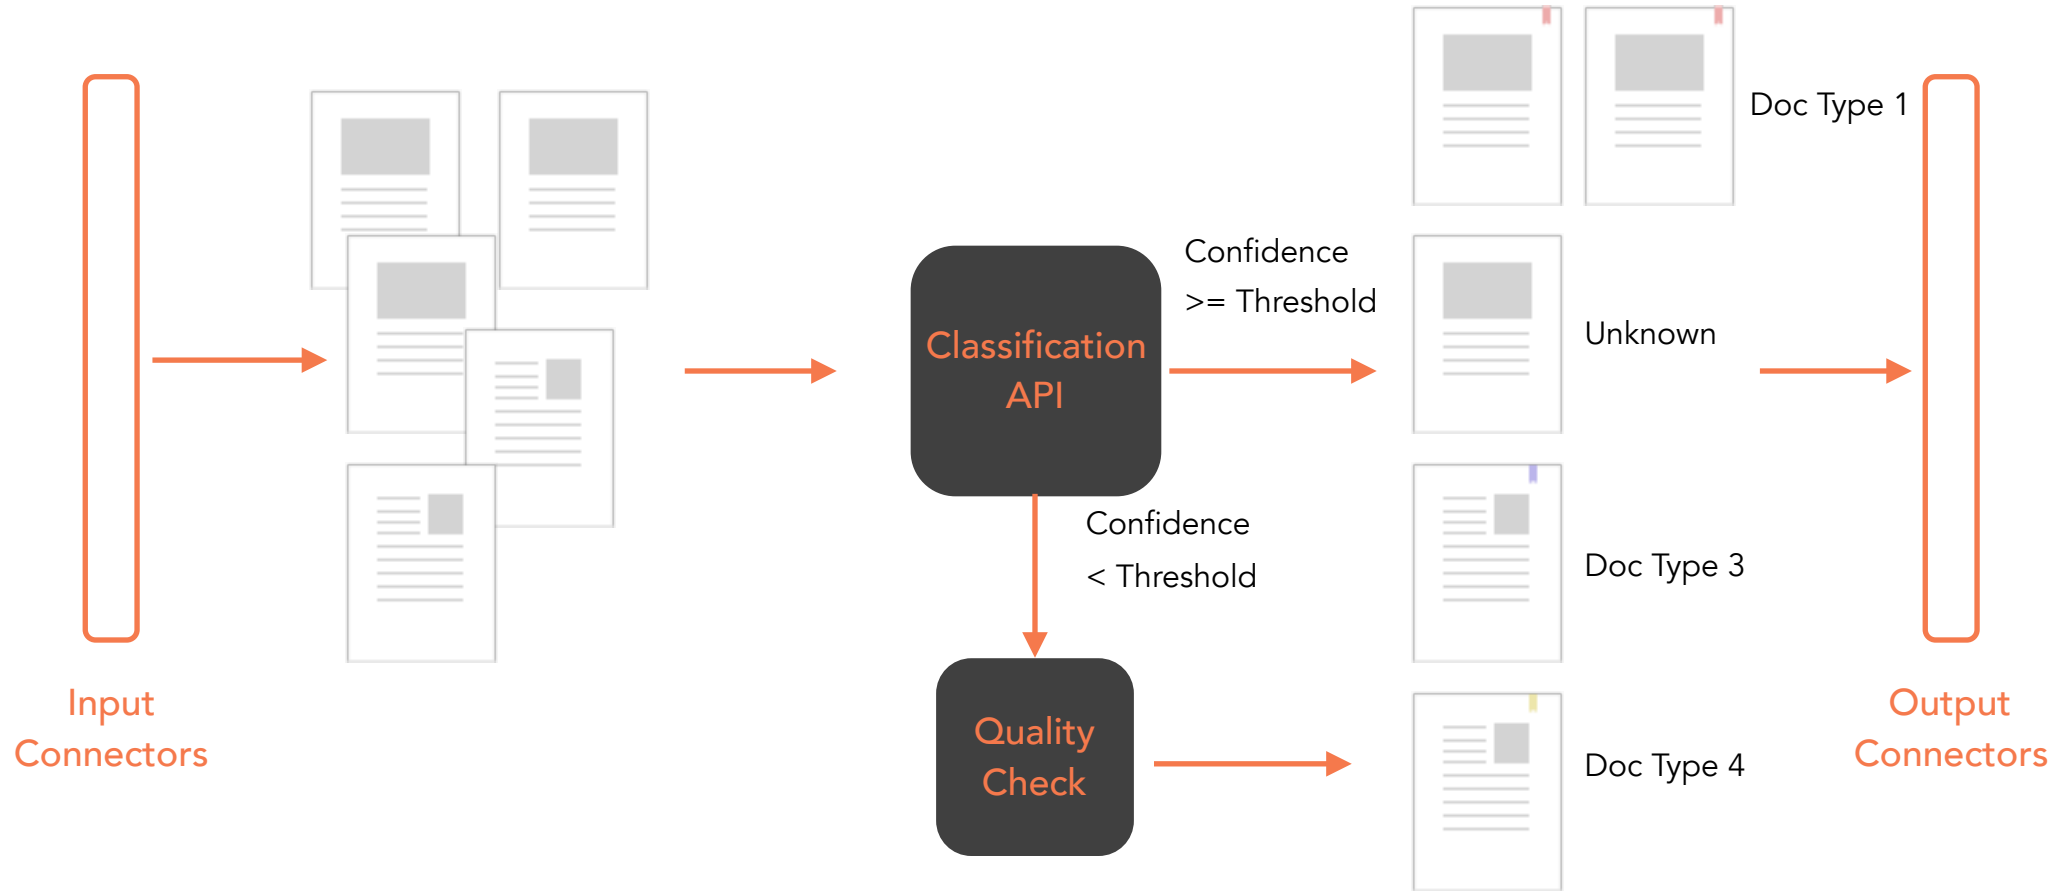 Input
Connectors
Classification
API
Confidence
>= Threshold
Confidence
< Threshold
Quality
Check
Doc Type 1
Unknown
Doc Type 3
Doc Type 4
Output
Connectors